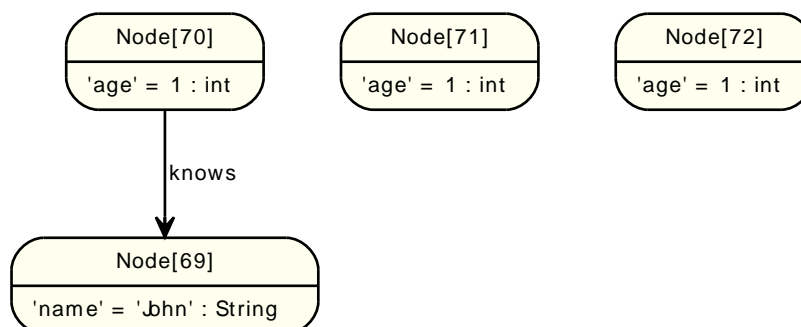 Node[70]
'age' = 1 : int
Node[71]
'age' = 1 : int
Node[72]
'age' = 1 : int
knows
Node[69]
'name' = 'John' : String